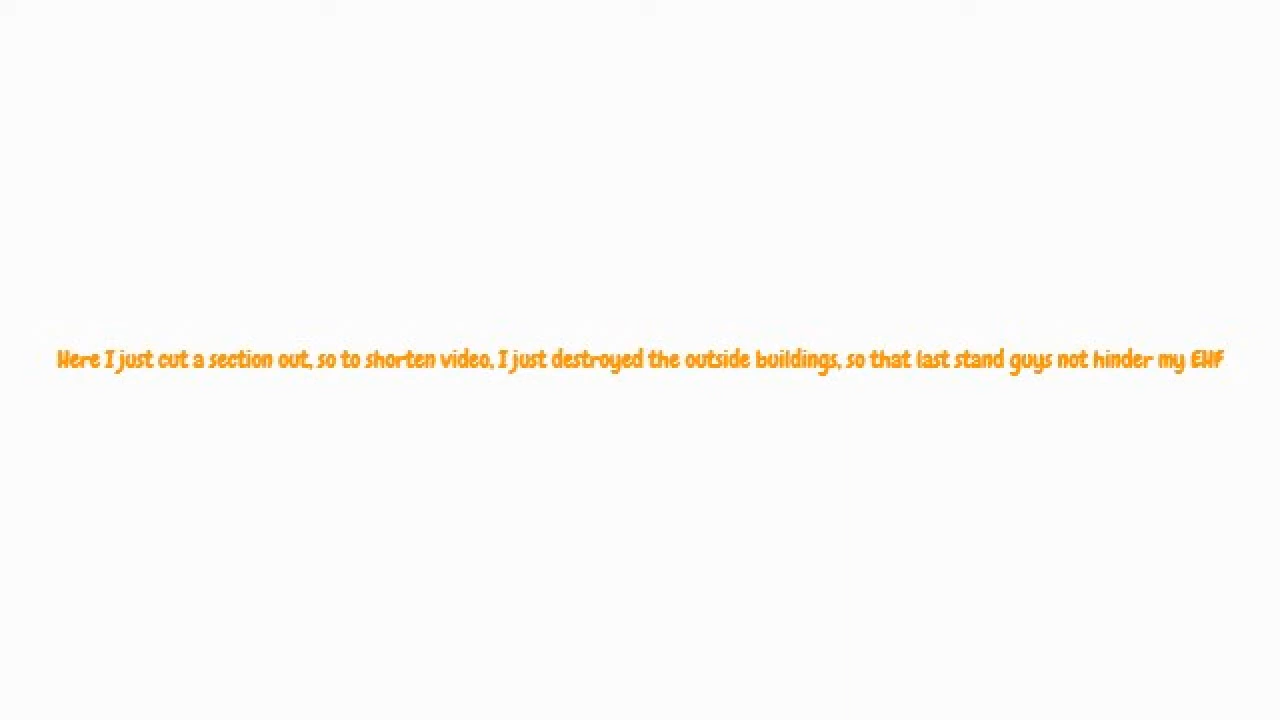 Here I just cut a section out, so to shorten video, I just destroyed the outside buildings, so that last stand guys not hinder my EHF